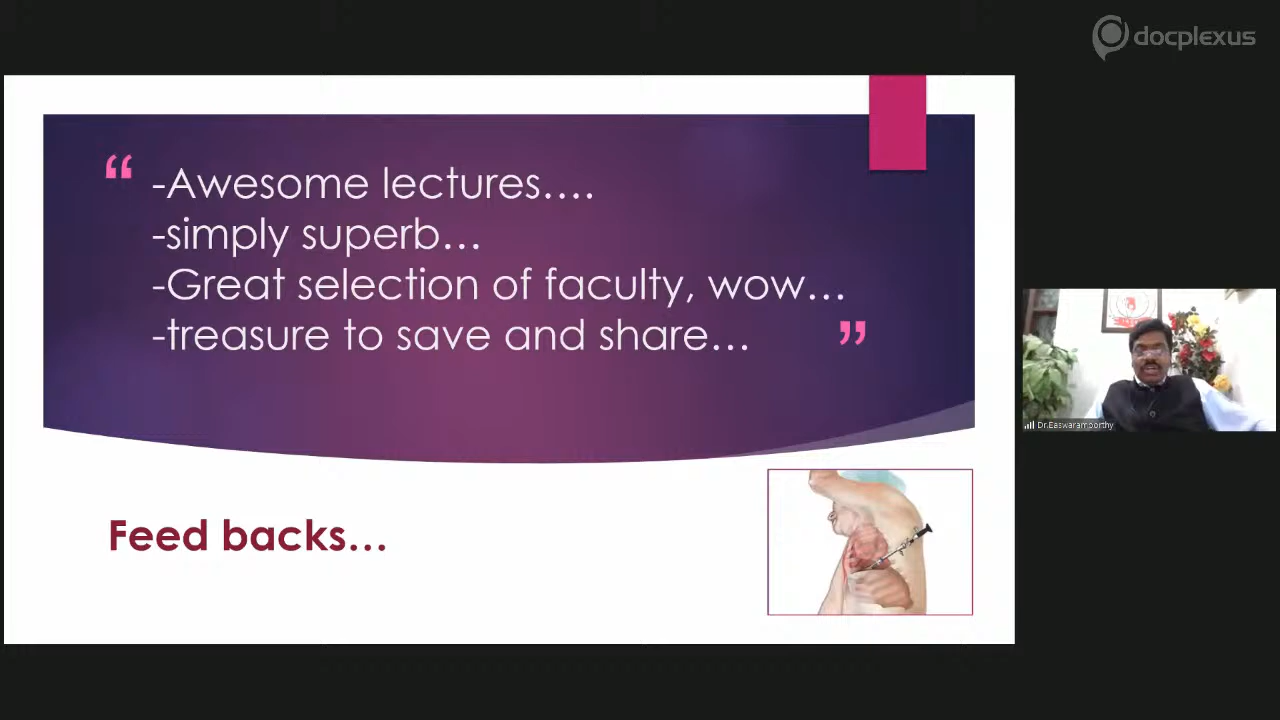 docplexus
“ -Awesome lectures….
-simply superb…
-Great selection of faculty, wow…
-treasure to save and share… ”
Dr.Easwaramoorthy
Feed backs…